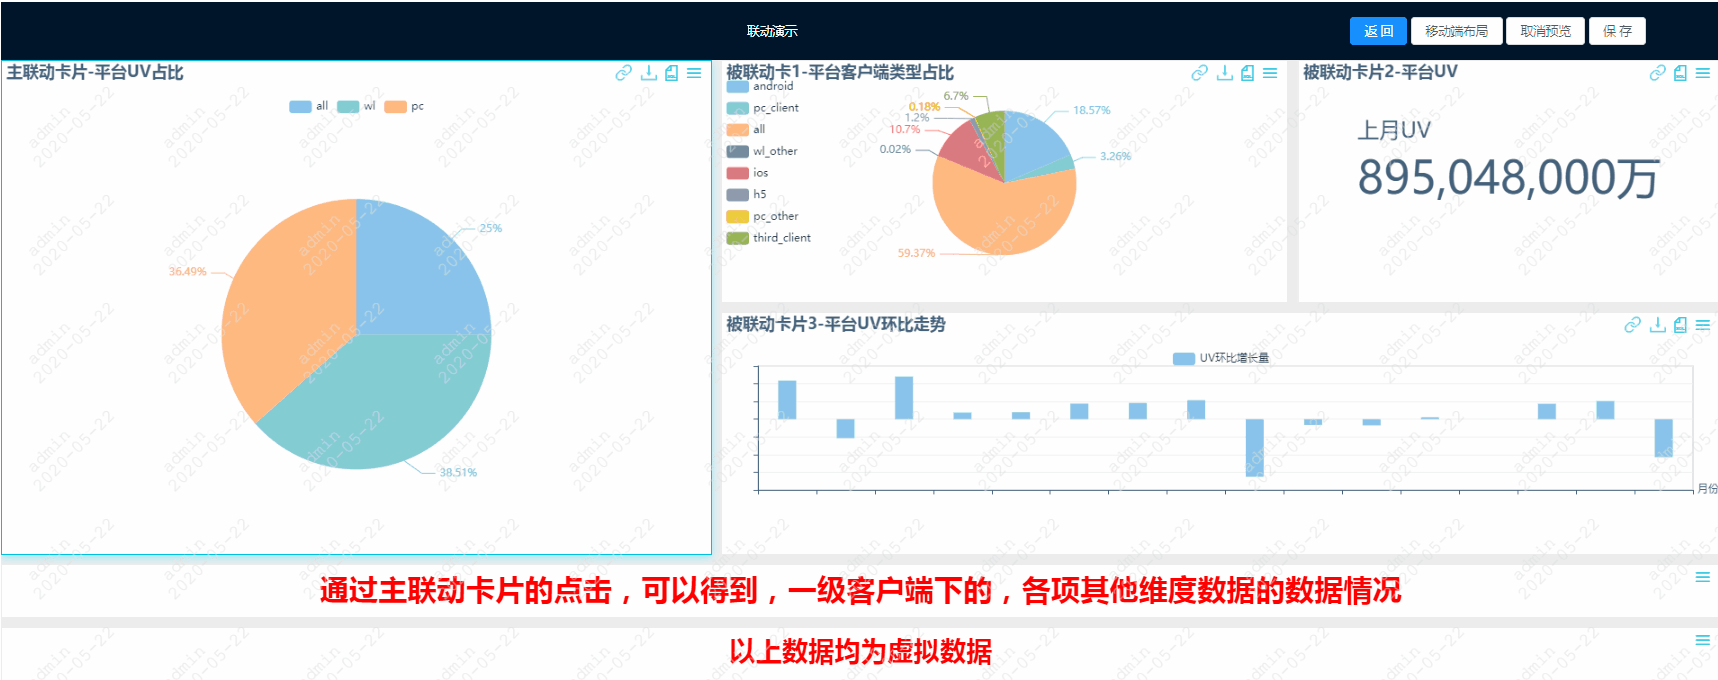 联动演示
返 回
移动端布局
取消预览
保 存
主联动卡片-平台UV占比
all
wl
pc
25%
36.49%
38.51%
被联动卡1-平台客户端类型占比
android
pc_client
all
wl_other
ios
h5
pc_other
third_client
6.7%
0.18%
1.2%
10.7%
0.02%
18.57%
3.26%
59.37%
被联动卡片2-平台UV
上月UV
895,048,000万
被联动卡片3-平台UV环比走势
UV环比增长量
月份
通过主联动卡片的点击，可以得到，一级客户端下的，各项其他维度数据的数据情况
以上数据均为虚拟数据
admin
2020-05-22